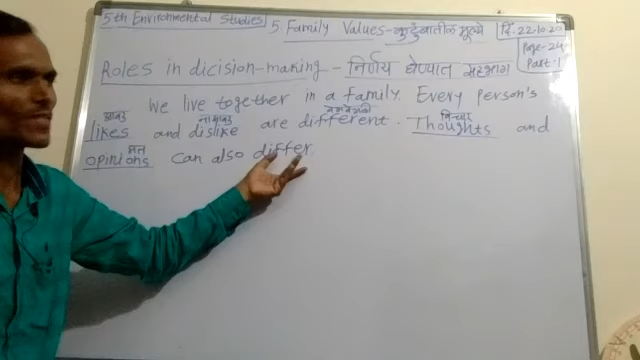 5th Environmental Studies
5. Family Values - कुटुंबातील मूल्ये
दि. 22.10.20
Page-24
Part-1
Roles in dicision-making - निर्णय घेण्यात सहभाग
We live together in a family. Every person's
आवड नावड वेगवेगळी
likes and dislike are different. Thoughts and
विचार
मत
opinions can also differ.